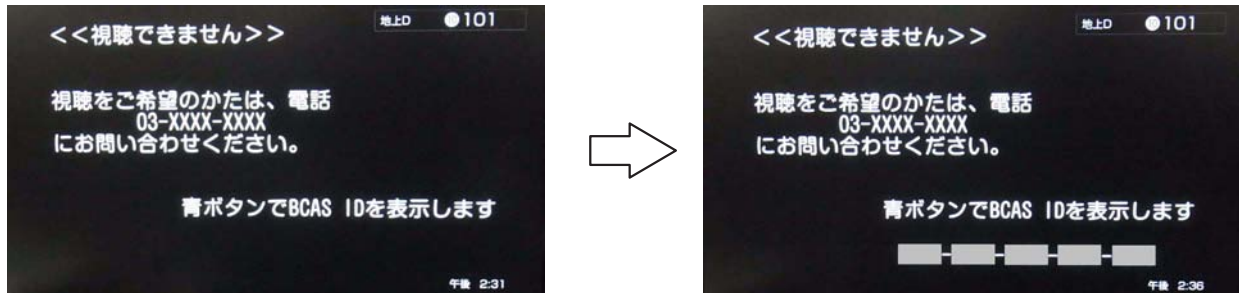 地上D 101
<<視聴できません>>
視聴をご希望のかたは、電話
03-XXXX-XXXX
にお問い合わせください。
青ボタンでBCAS IDを表示します
午後 2:31
地上D 101
<<視聴できません>>
視聴をご希望のかたは、電話
03-XXXX-XXXX
にお問い合わせください。
青ボタンでBCAS IDを表示します
午後 2:36